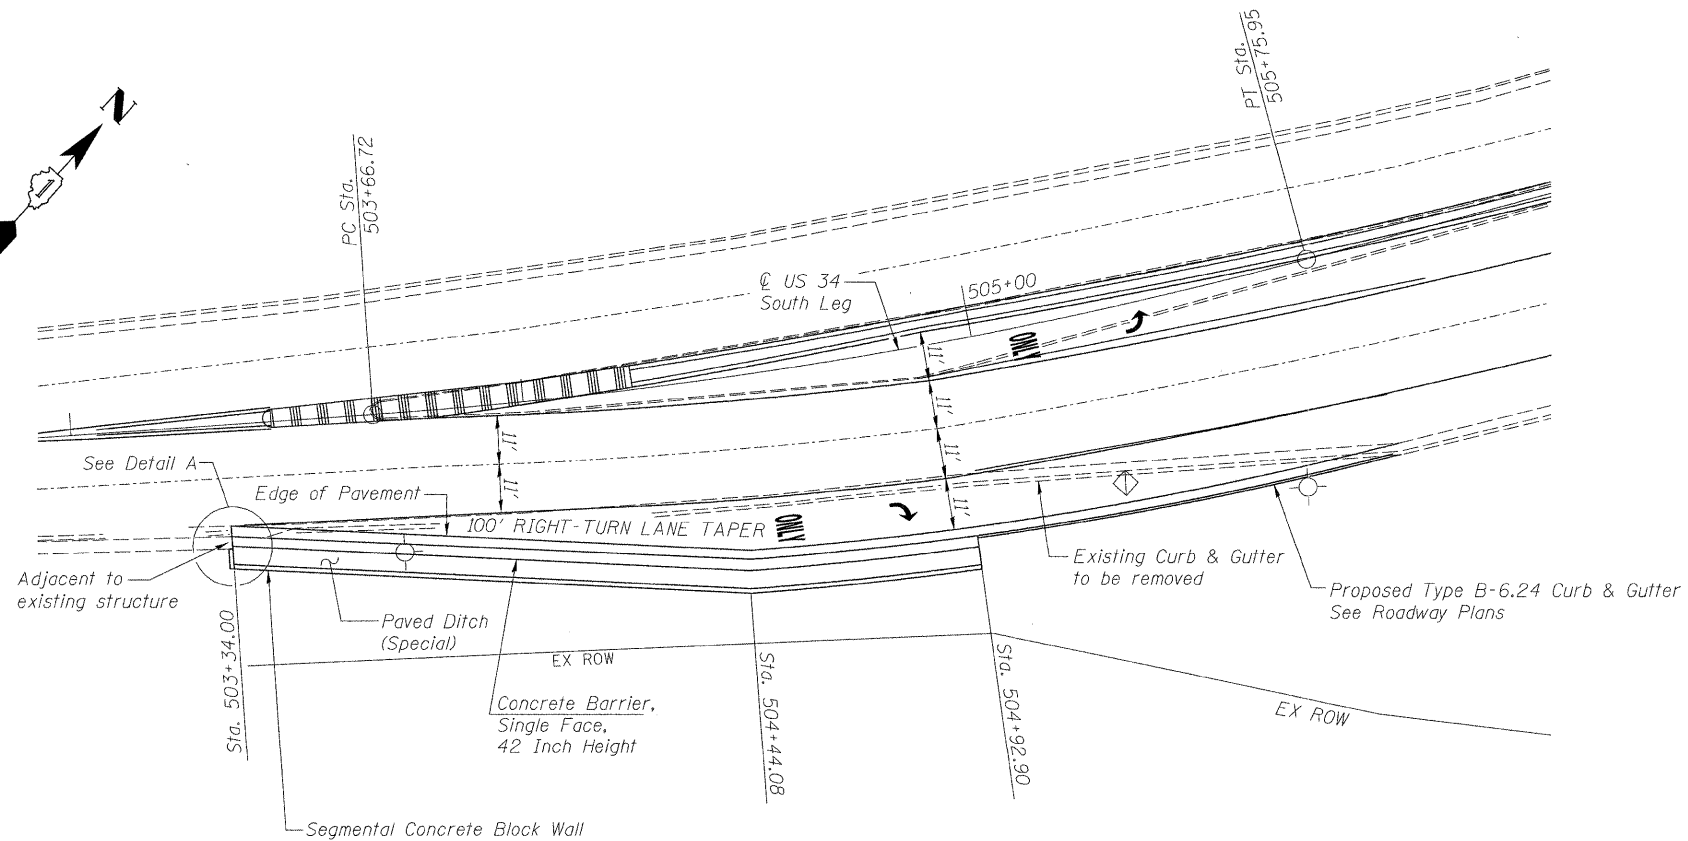 N
PC Sta.
503+66.72
PT Sta.
505+75.95
℄ US 34
South Leg
505+00
ONLY
11'
11'
11'
11'
11'
11'
See Detail A
Edge of Pavement
100' RIGHT-TURN LANE TAPER
ONLY
Adjacent to
existing structure
Existing Curb & Gutter
to be removed
Proposed Type B-6.24 Curb & Gutter
See Roadway Plans
Paved Ditch
(Special)
Sta. 503+34.00
EX ROW
Sta. 504+44.08
Sta. 504+92.90
EX ROW
Concrete Barrier,
Single Face,
42 Inch Height
Segmental Concrete Block Wall